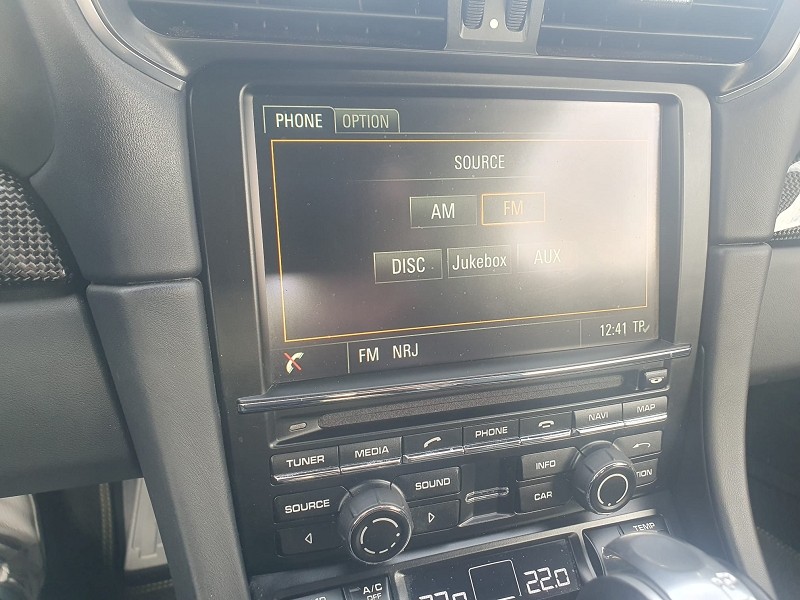 PHONE OPTION
SOURCE
AM FM
DISC Jukebox AUX
12:41 TP
FM NRJ
TUNER MEDIA PHONE NAVI MAP
SOURCE SOUND INFO
CAR
TEMP
A/C
OFF
22.0